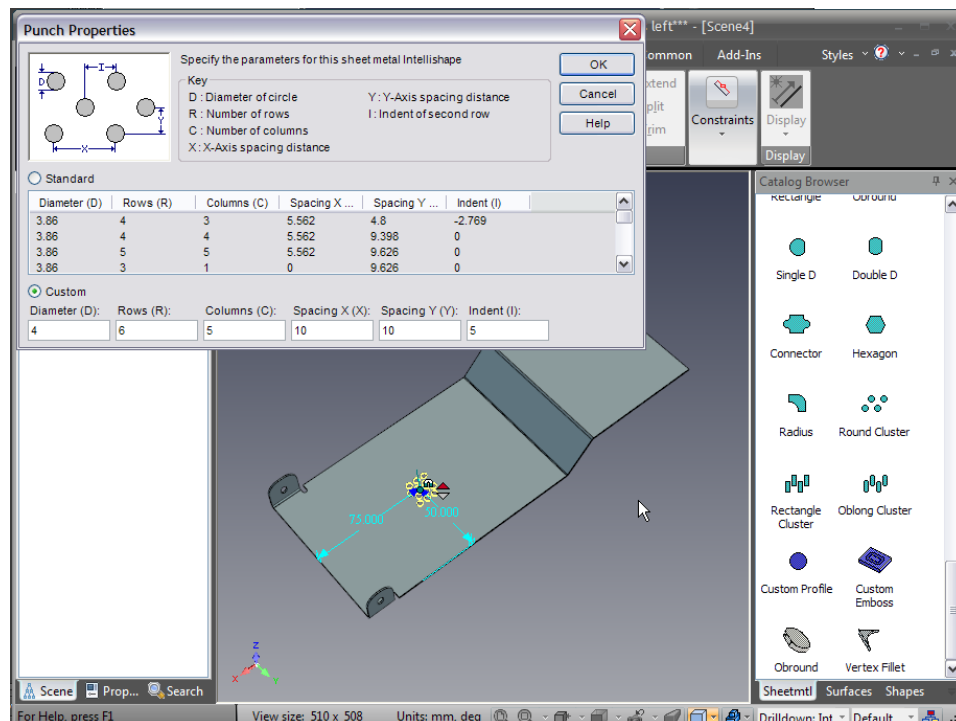 Punch Properties
left*** - [Scene4]
Specify the parameters for this sheet metal Intellishape
OK
Cancel
Help
Key
D : Diameter of circle
Y : Y-Axis spacing distance
R : Number of rows
I : Indent of second row
C : Number of columns
X : X-Axis spacing distance
D
I
Y
X
ommon
Add-Ins
Styles
xtend
plit
rim
Constraints
Display
Display
Standard
Diameter (D) Rows (R) Columns (C) Spacing X ... Spacing Y ... Indent (I)
3.86 4 3 5.562 4.8 -2.769
3.86 4 4 5.562 9.398 0
3.86 5 5 5.562 9.626 0
3.86 3 1 0 9.626 0
Custom
Diameter (D): Rows (R): Columns (C): Spacing X (X): Spacing Y (Y): Indent (I):
4 6 5 10 10 5
Catalog Browser
Rectangle Obround
Single D Double D
Connector Hexagon
Radius Round Cluster
Rectangle Cluster
Oblong Cluster
Custom Profile
Custom Emboss
Obround Vertex Fillet
75.000
50.000
Z
X
Y
Scene Prop... Search
Sheetmtl Surfaces Shapes
For Help, press F1
View size: 510 x 508
Units: mm, deg
Drilldown: Int
Default